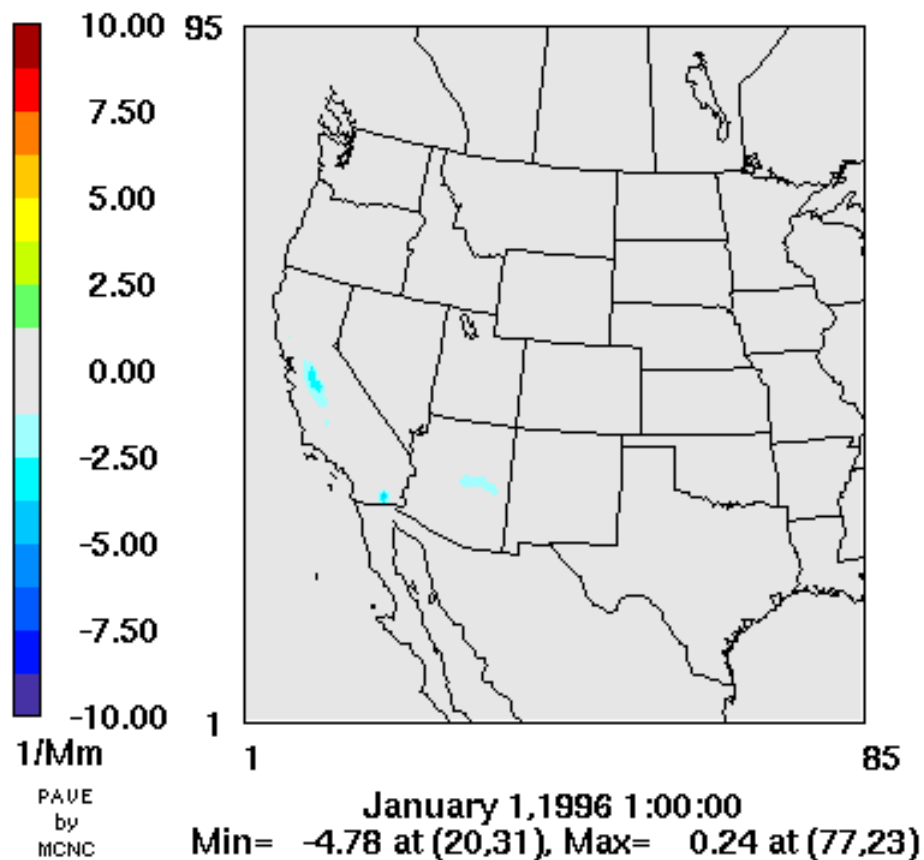 10.00
7.50
5.00
2.50
0.00
-2.50
-5.00
-7.50
-10.00
1/Mm
PAVE
by
MCNC
95
1
1
85
January 1,1996 1:00:00
Min= -4.78 at (20,31), Max= 0.24 at (77,23)